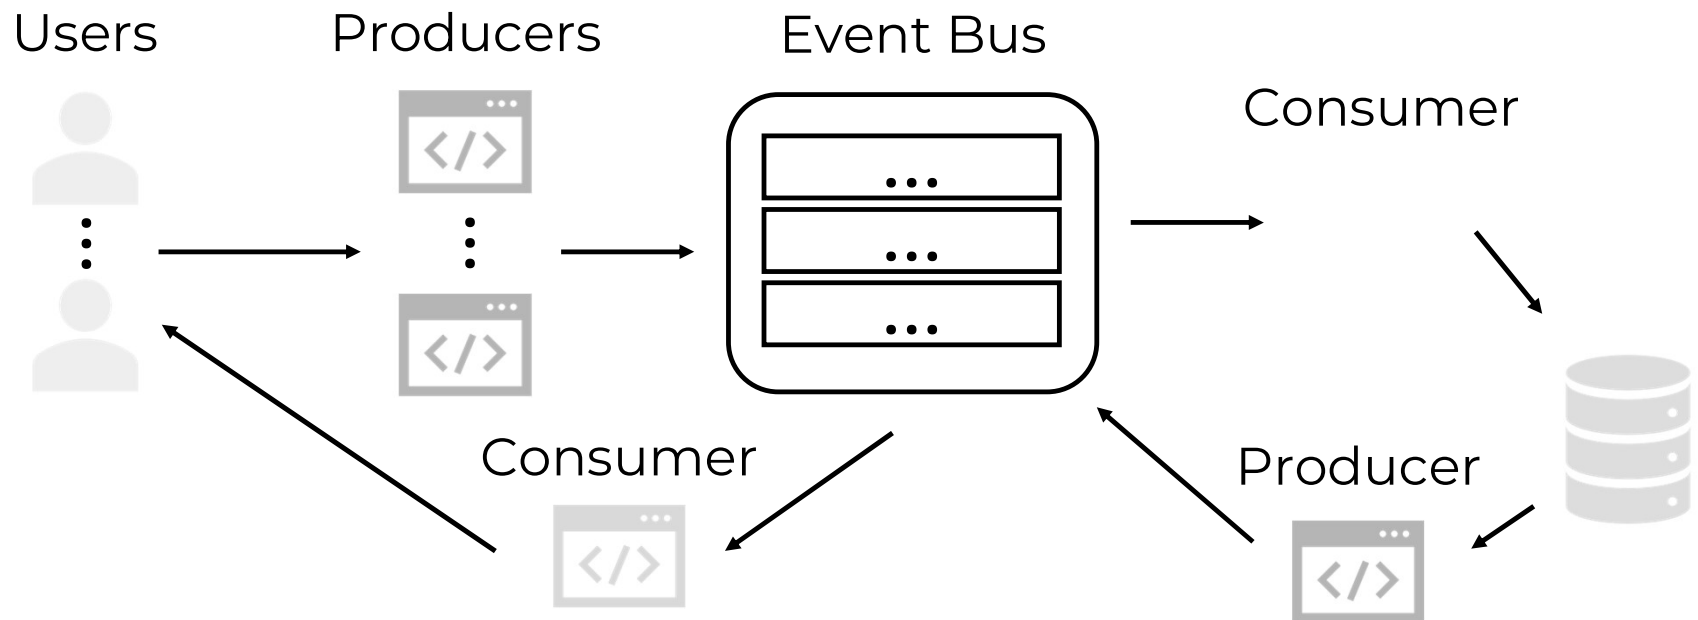 Users
Producers
Event Bus
Consumer
...
...
...
Consumer
Producer